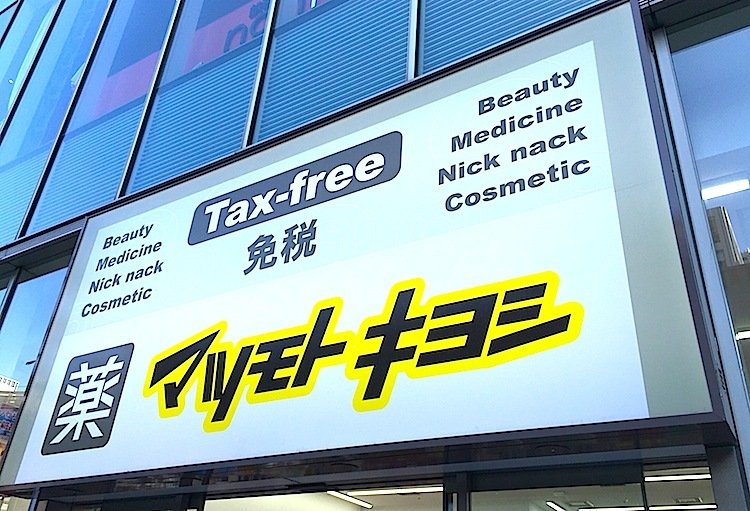 Tax-free
免税
Beauty
Medicine
Nick nack
Cosmetic
Beauty
Medicine
Nick nack
Cosmetic
薬
マツモトキヨシ